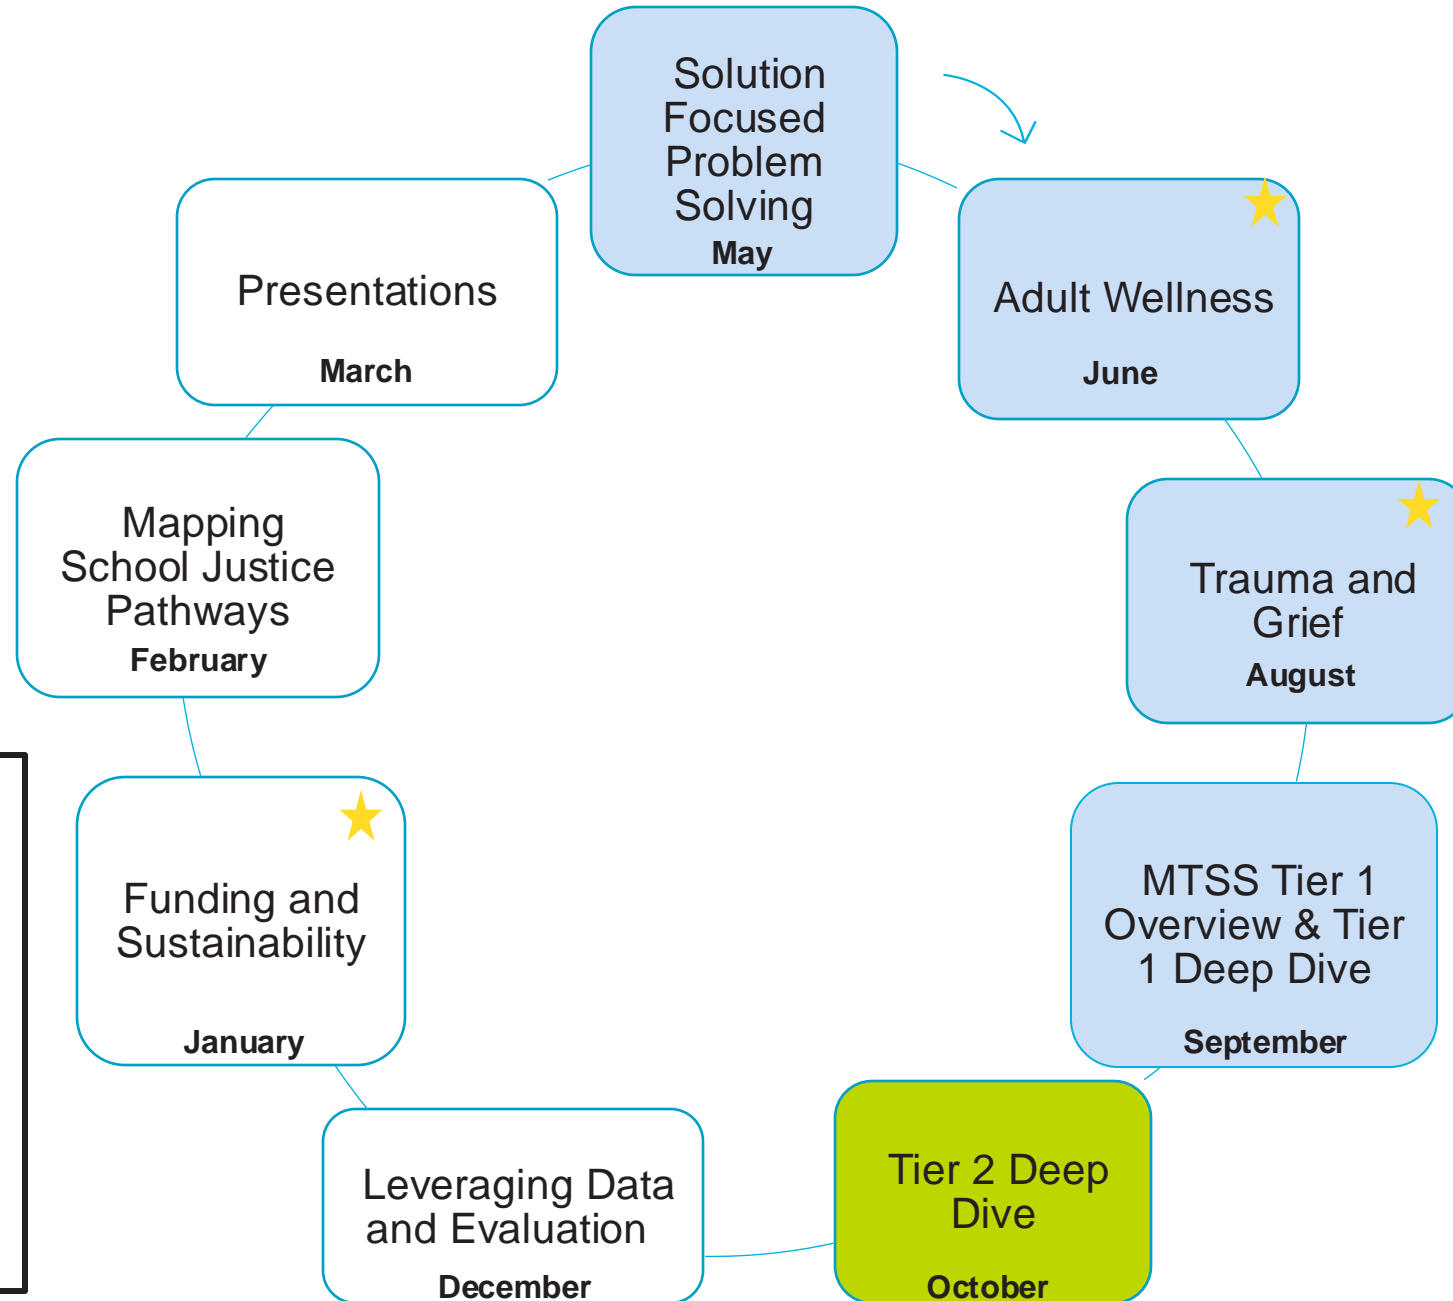 Solution
Focused
Problem
Solving
May
Adult Wellness
June
Trauma and
Grief
August
MTSS Tier 1
Overview & Tier
1 Deep Dive
September
Tier 2 Deep
Dive
October
Leveraging Data
and Evaluation
December
Funding and
Sustainability
January
Mapping
School Justice
Pathways
February
Presentations
March